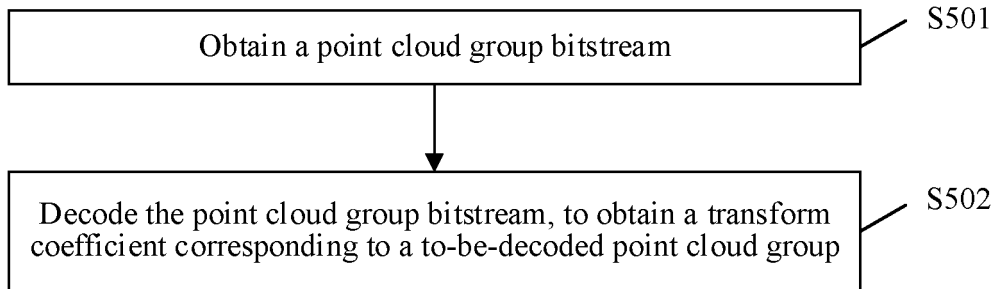 Obtain a point cloud group bitstream
S501
Decode the point cloud group bitstream, to obtain a transform
coefficient corresponding to a to-be-decoded point cloud group
S502